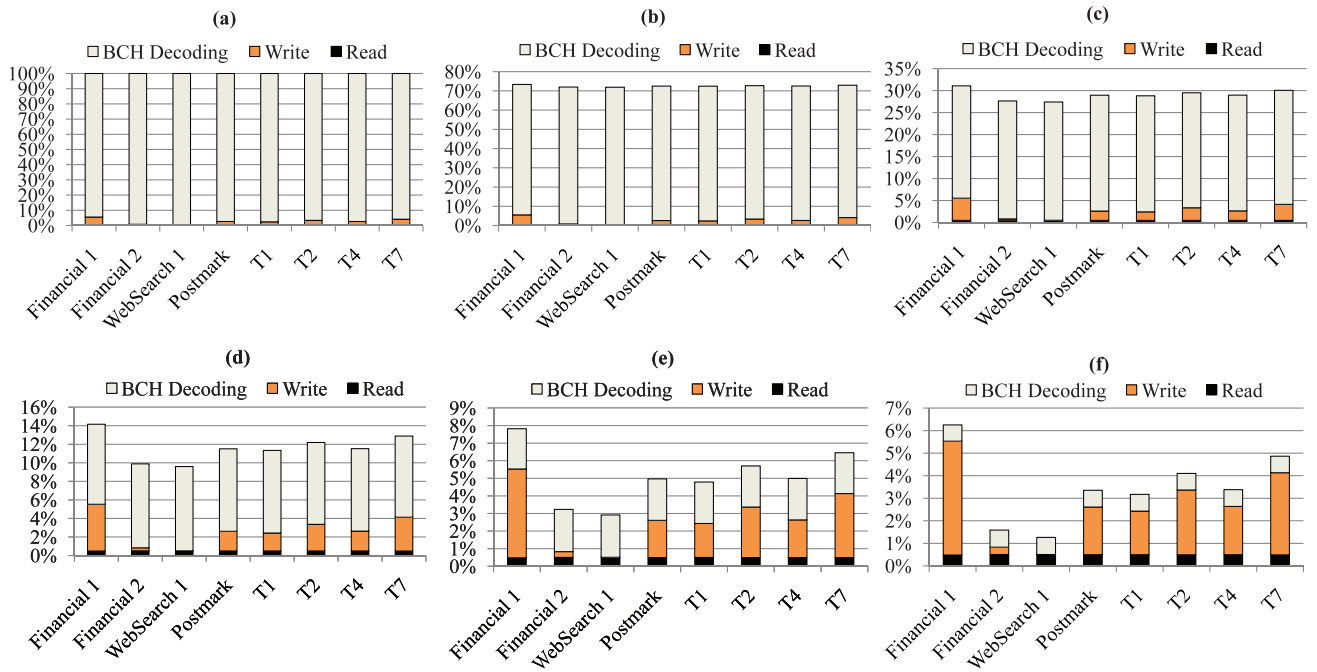 (a)
BCH Decoding Write Read
100%
90%
80%
70%
60%
50%
40%
30%
20%
10%
0%
Financial 1
Financial 2
WebSearch 1
Postmark
T1
T2
T4
T7
(b)
BCH Decoding Write Read
80%
70%
60%
50%
40%
30%
20%
10%
0%
Financial 1
Financial 2
WebSearch 1
Postmark
T1
T2
T4
T7
(c)
BCH Decoding Write Read
35%
30%
25%
20%
15%
10%
5%
0%
Financial 1
Financial 2
WebSearch 1
Postmark
T1
T2
T4
T7
(d)
BCH Decoding Write Read
16%
14%
12%
10%
8%
6%
4%
2%
0%
Financial 1
Financial 2
WebSearch 1
Postmark
T1
T2
T4
T7
(e)
BCH Decoding Write Read
9%
8%
7%
6%
5%
4%
3%
2%
1%
0%
Financial 1
Financial 2
WebSearch 1
Postmark
T1
T2
T4
T7
(f)
BCH Decoding Write Read
7%
6%
5%
4%
3%
2%
1%
0%
Financial 1
Financial 2
WebSearch 1
Postmark
T1
T2
T4
T7